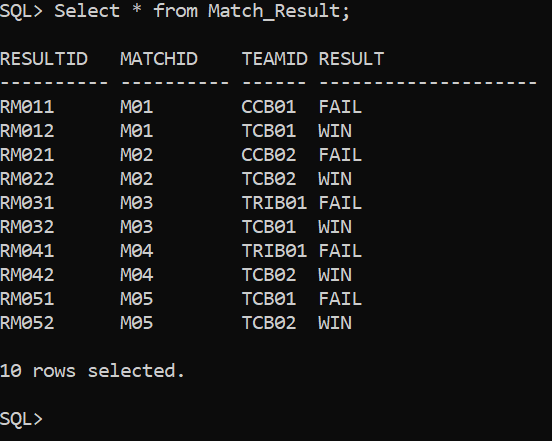 SQL> Select * from Match_Result;
RESULTID   MATCHID    TEAMID RESULT
---------- ---------- ------ --------------------
RM011      M01        CCB01  FAIL
RM012      M01        TCB01  WIN
RM021      M02        CCB02  FAIL
RM022      M02        TCB02  WIN
RM031      M03        TRIB01 FAIL
RM032      M03        TCB01  WIN
RM041      M04        TRIB01 FAIL
RM042      M04        TCB02  WIN
RM051      M05        TCB01  FAIL
RM052      M05        TCB02  WIN
10 rows selected.
SQL>